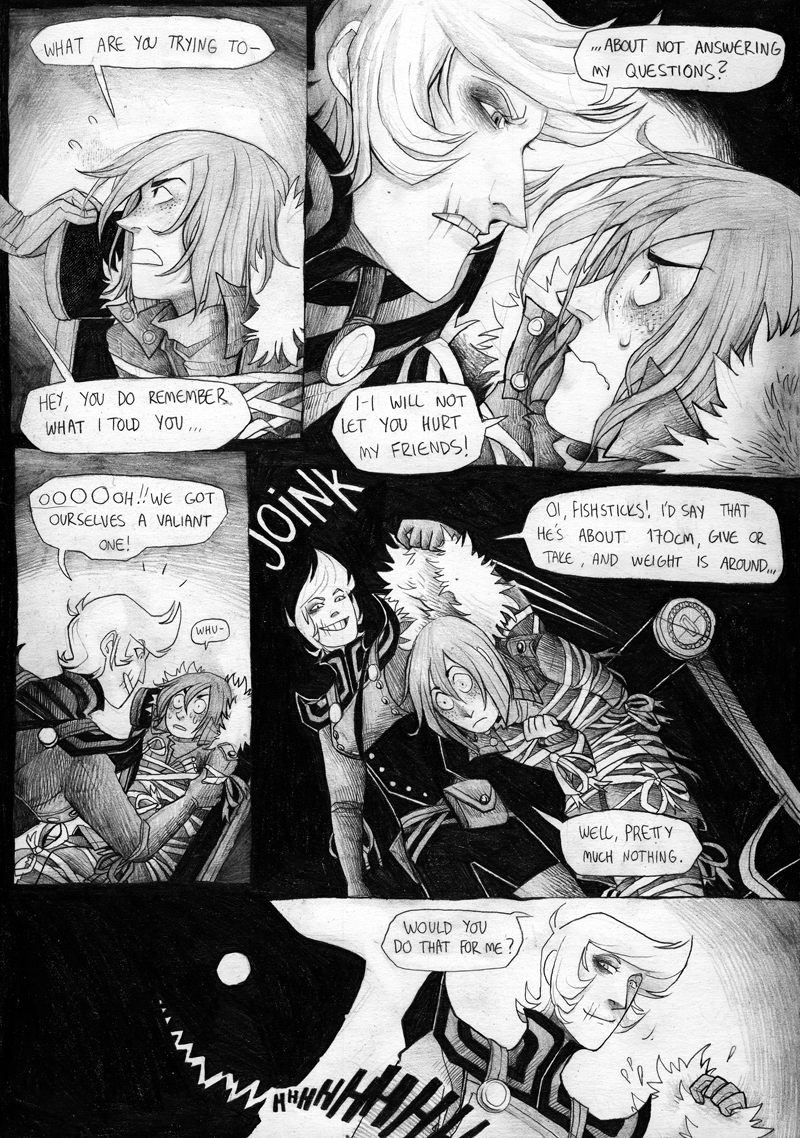 WHAT ARE YOU TRYING TO-
HEY, YOU DO REMEMBER
WHAT I TOLD YOU...
...ABOUT NOT ANSWERING
MY QUESTIONS?
I-I WILL NOT
LET YOU HURT
MY FRIENDS!
OOOOOH!! WE GOT
OURSELVES A VALIANT
ONE!
WHU-
JOINK
OI, FISHSTICKS! I'D SAY THAT
HE'S ABOUT 170CM, GIVE OR
TAKE, AND WEIGHT IS AROUND...
WELL, PRETTY
MUCH NOTHING.
WOULD YOU
DO THAT FOR ME?
HHHHHHHHH